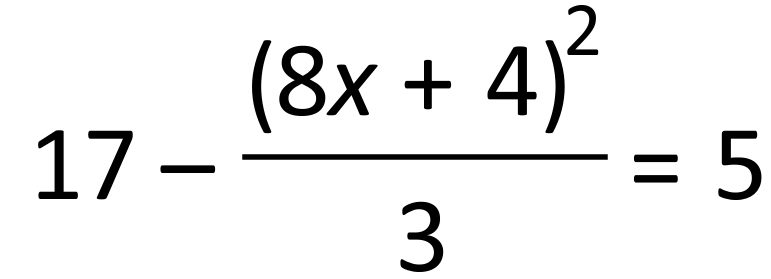 17 − (8x + 4)² / 3 = 5